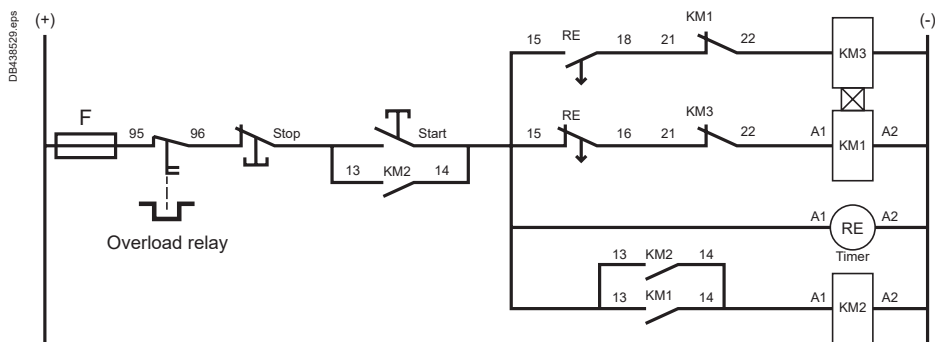 DB438529.eps
(+)
(-)
KM1
15 RE 18 21 22
KM3
F
95 96 Stop Start
15 RE 16 21 KM3 22 A1 KM1 A2
13 KM2 14
Overload relay
A1 RE A2
Timer
13 KM2 14
13 KM1 14 A1 KM2 A2